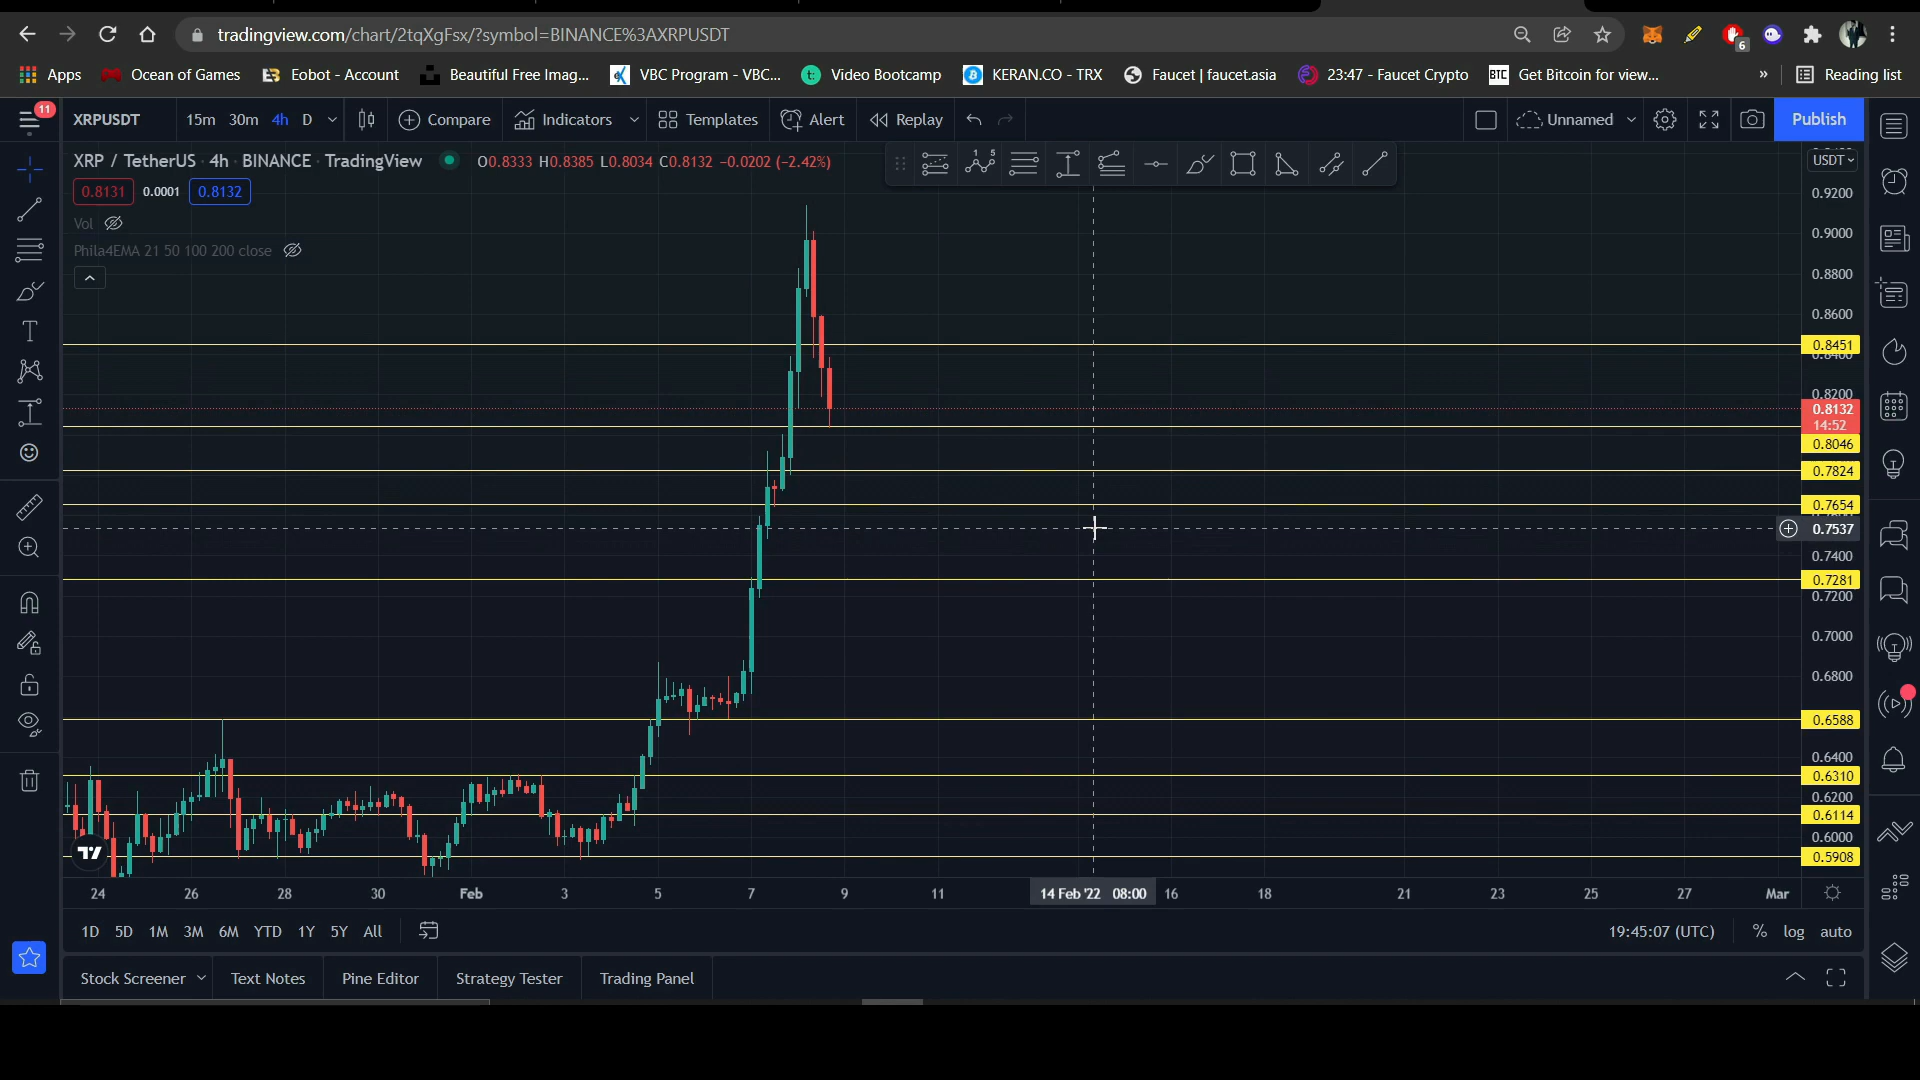 tradingview.com/chart/2tqXgFsx/?symbol=BINANCE%3AXRPUSDT
6
Apps Ocean of Games Eobot - Account Beautiful Free Imag... VBC Program - VBC... Video Bootcamp KERAN.CO - TRX Faucet | faucet.asia 23:47 - Faucet Crypto BTC Get Bitcoin for view... » Reading list
11
XRPUSDT 15m 30m 4h D Compare Indicators Templates Alert Replay Unnamed Publish
XRP / TetherUS · 4h · BINANCE · TradingView O0.8333 H0.8385 L0.8034 C0.8132 −0.0202 (−2.42%)
USDT
0.8131 0.0001 0.8132
Vol
Phila4EMA 21 50 100 200 close
0.9200
0.9000
0.8800
0.8600
0.8451
0.8400
0.8200
0.8132
14:52
0.8046
0.7824
0.7654
0.7537
0.7400
0.7281
0.7200
0.7000
0.6800
0.6588
0.6400
0.6310
0.6200
0.6114
0.6000
0.5908
24 26 28 30 Feb 3 5 7 9 11 14 Feb '22 08:00 16 18 21 23 25 27 Mar
1D 5D 1M 3M 6M YTD 1Y 5Y All 19:45:07 (UTC) % log auto
Stock Screener Text Notes Pine Editor Strategy Tester Trading Panel